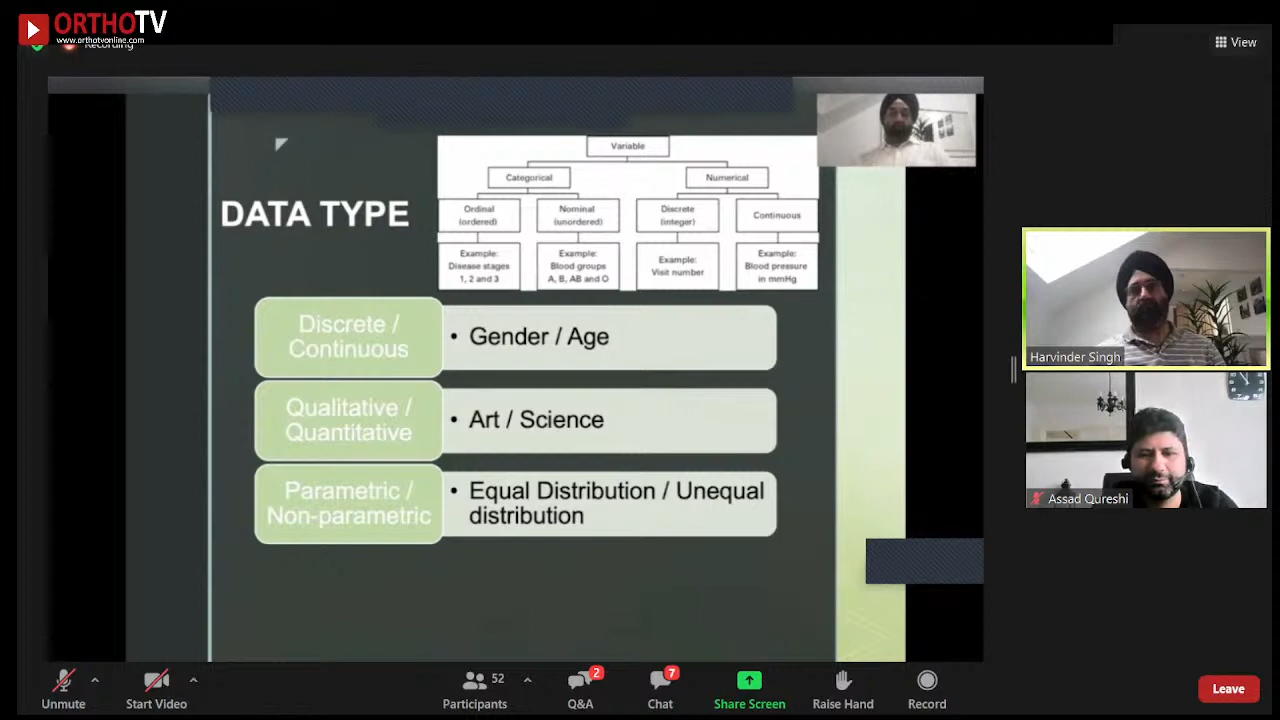 ORTHOTV
www.orthotvonline.com
Recording
View
DATA TYPE
Variable
Categorical
Numerical
Ordinal
(ordered)
Nominal
(unordered)
Discrete
(integer)
Continuous
Example:
Disease stages
1, 2 and 3
Example:
Blood groups
A, B, AB and O
Example:
Visit number
Example:
Blood pressure
in mmHg
Discrete /
Continuous
• Gender / Age
Qualitative /
Quantitative
• Art / Science
Parametric /
Non-parametric
• Equal Distribution / Unequal
distribution
Harvinder Singh
Assad Qureshi
Unmute
Start Video
52
Participants
2
Q&A
7
Chat
Share Screen
Raise Hand
Record
Leave